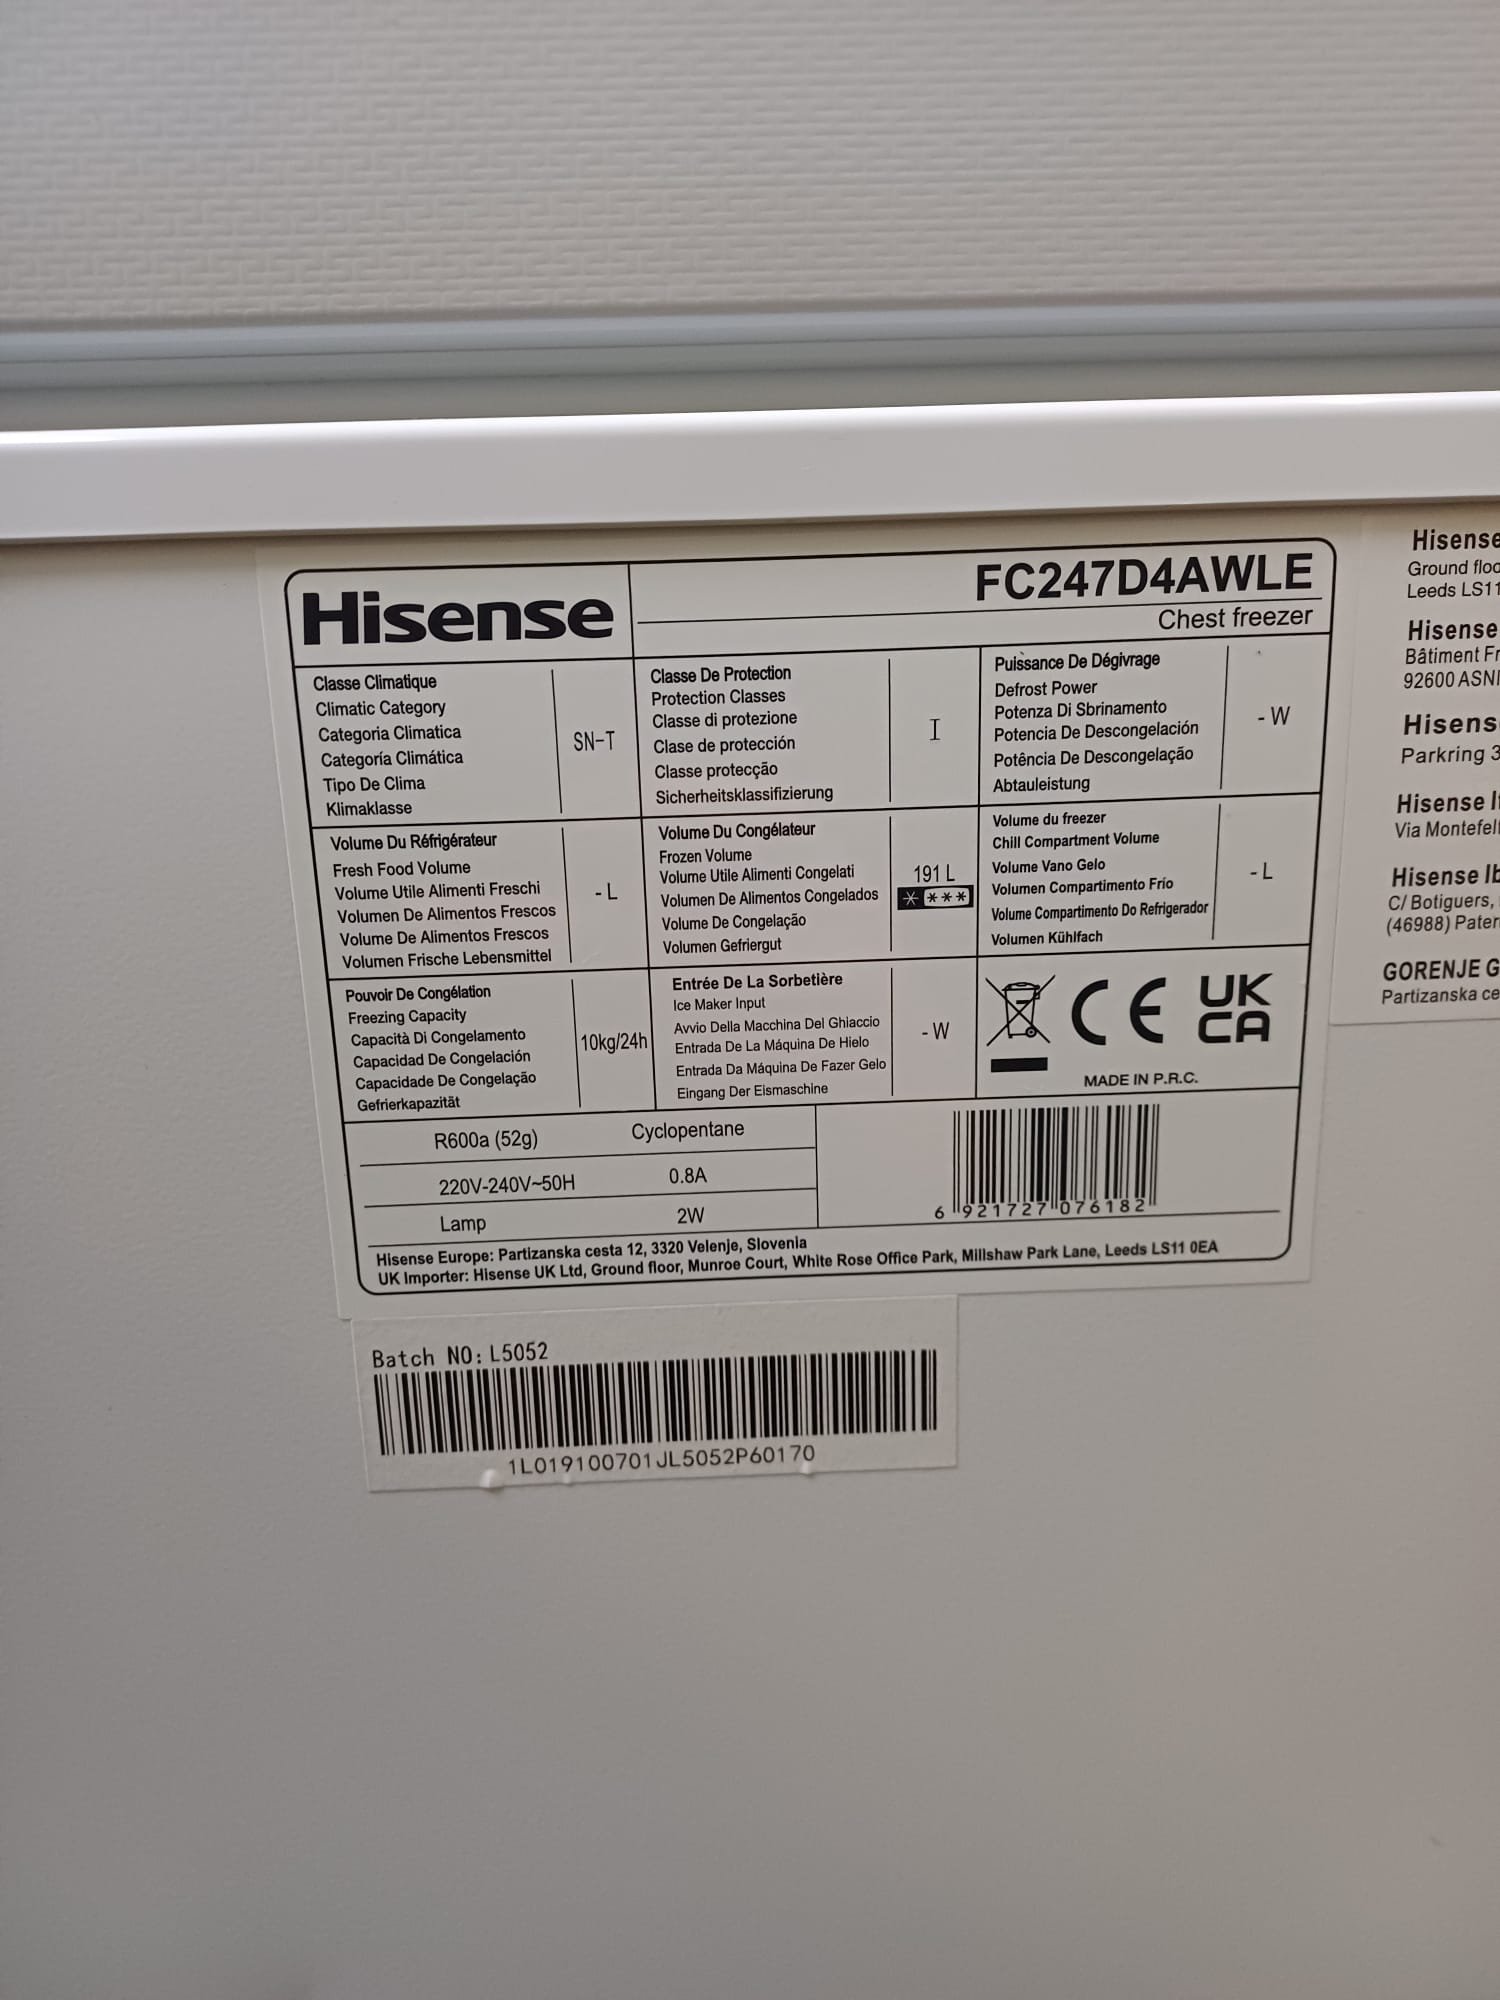 Hisense
FC247D4AWLE
Chest freezer
Classe Climatique
Climatic Category
Categoria Climatica
Categoría Climática
Tipo De Clima
Klimaklasse
SN-T
Classe De Protection
Protection Classes
Classe di protezione
Clase de protección
Classe protecção
Sicherheitsklassifizierung
I
Puissance De Dégivrage
Defrost Power
Potenza Di Sbrinamento
Potencia De Descongelación
Potência De Descongelação
Abtauleistung
- W
Volume Du Réfrigérateur
Fresh Food Volume
Volume Utile Alimenti Freschi
Volumen De Alimentos Frescos
Volume De Alimentos Frescos
Volumen Frische Lebensmittel
- L
Volume Du Congélateur
Frozen Volume
Volume Utile Alimenti Congelati
Volumen De Alimentos Congelados
Volume De Congelação
Volumen Gefriergut
191 L
* ***
Volume du freezer
Chill Compartment Volume
Volume Vano Gelo
Volumen Compartimento Frío
Volume Compartimento Do Refrigerador
Volumen Kühlfach
- L
Pouvoir De Congélation
Freezing Capacity
Capacità Di Congelamento
Capacidad De Congelación
Capacidade De Congelação
Gefrierkapazität
10kg/24h
Entrée De La Sorbetière
Ice Maker Input
Avvio Della Macchina Del Ghiaccio
Entrada De La Máquina De Hielo
Entrada Da Máquina De Fazer Gelo
Eingang Der Eismaschine
- W
CE
UK
CA
MADE IN P.R.C.
R600a (52g) Cyclopentane
220V-240V~50H 0.8A
Lamp 2W
6 921727 076182
Hisense Europe: Partizanska cesta 12, 3320 Velenje, Slovenia
UK Importer: Hisense UK Ltd, Ground floor, Munroe Court, White Rose Office Park, Millshaw Park Lane, Leeds LS11 0EA
Batch NO: L5052
1L019100701JL5052P60170
Hisense
Ground
Leeds LS11
Hisense
Bâtiment
92600
Hisense
Parkring 3
Hisense
Via
Hisense
C/ Botiguers,
(46988)
GORENJE G
Partizanska ce